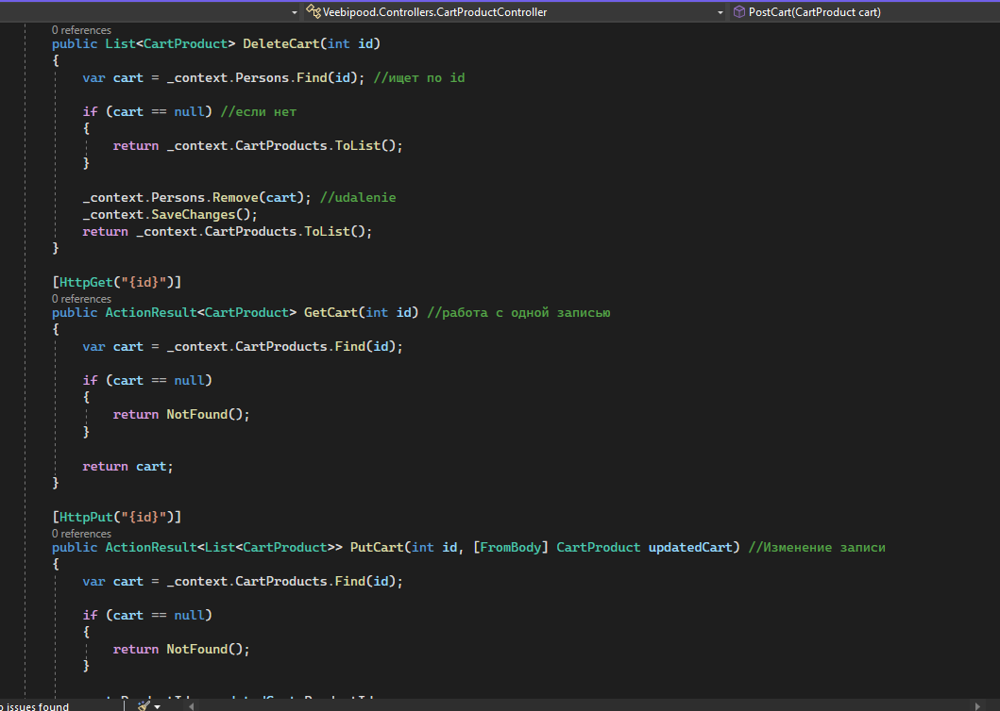 Veebipood.Controllers.CartProductController
PostCart(CartProduct cart)
0 references
public List<CartProduct> DeleteCart(int id)
{
var cart = _context.Persons.Find(id); //ищет по id
if (cart == null) //если нет
{
return _context.CartProducts.ToList();
}
_context.Persons.Remove(cart); //udalenie
_context.SaveChanges();
return _context.CartProducts.ToList();
}
[HttpGet("{id}")]
0 references
public ActionResult<CartProduct> GetCart(int id) //работа с одной записью
{
var cart = _context.CartProducts.Find(id);
if (cart == null)
{
return NotFound();
}
return cart;
}
[HttpPut("{id}")]
0 references
public ActionResult<List<CartProduct>> PutCart(int id, [FromBody] CartProduct updatedCart) //Изменение записи
{
var cart = _context.CartProducts.Find(id);
if (cart == null)
{
return NotFound();
}
issues found